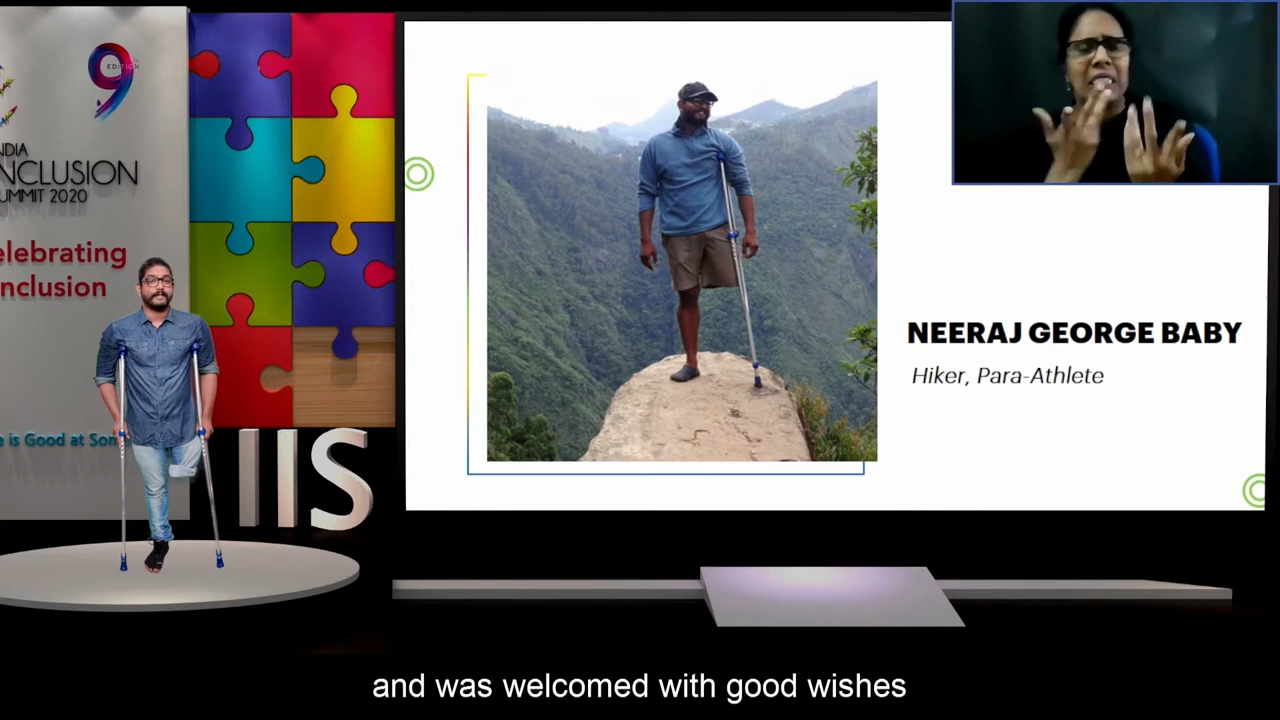 9
EDITION
NDIA
NCLUSION
UMMIT 2020
elebrating
nclusion
e is Good at Som
IIS
NEERAJ GEORGE BABY
Hiker, Para-Athlete
and was welcomed with good wishes